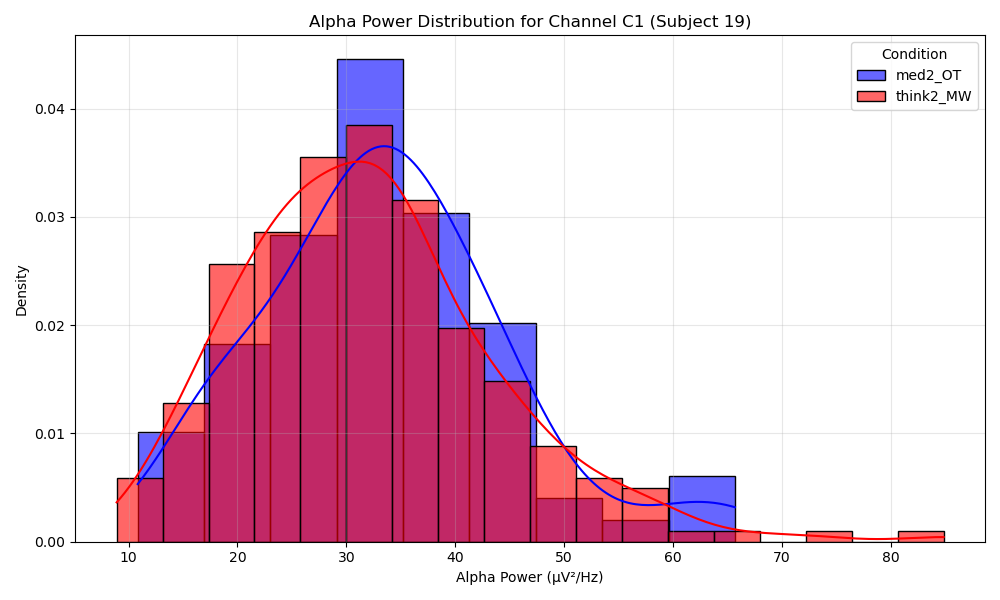 Alpha Power Distribution for Channel C1 (Subject 19)
Condition
med2_OT
think2_MW
Density
0.04
0.03
0.02
0.01
0.00
10 20 30 40 50 60 70 80
Alpha Power (µV²/Hz)